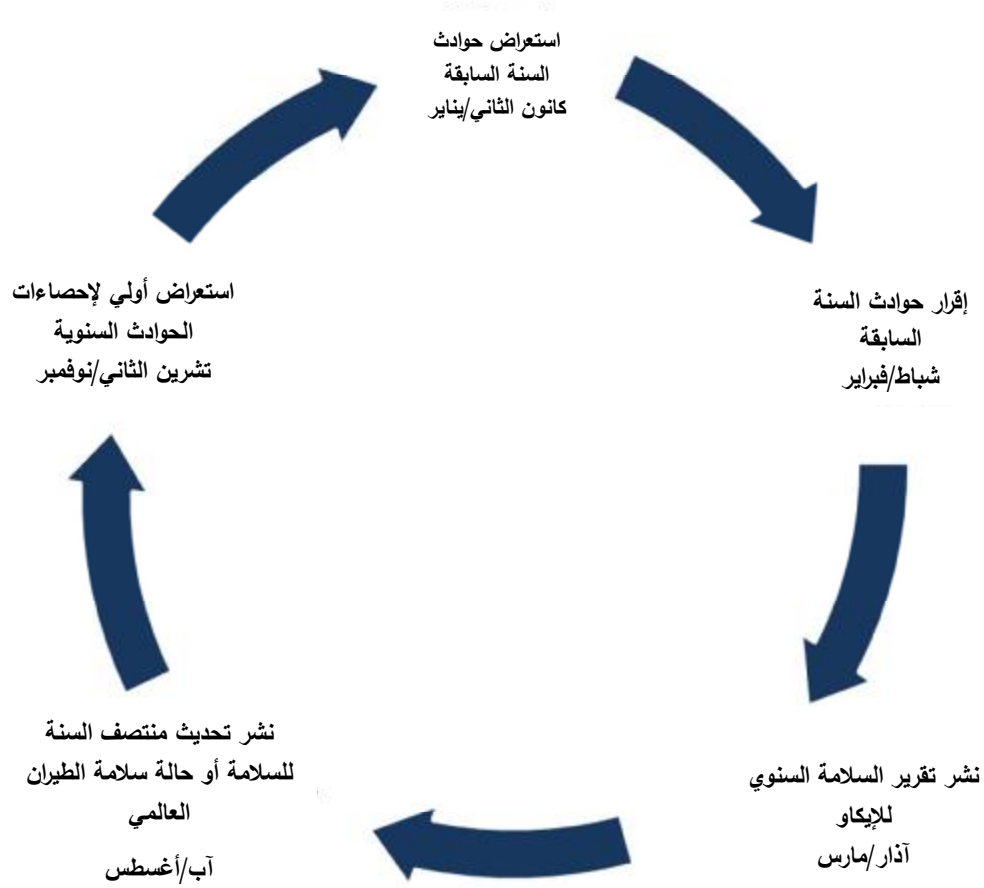 استعراض حوادث
السنة السابقة
كانون الثاني/يناير
إقرار حوادث السنة
السابقة
شباط/فبراير
نشر تقرير السلامة السنوي
للإيكاو
آذار/مارس
نشر تحديث منتصف السنة
للسلامة أو حالة سلامة الطيران
العالمي
آب/أغسطس
استعراض أولي لإحصاءات
الحوادث السنوية
تشرين الثاني/نوفمبر